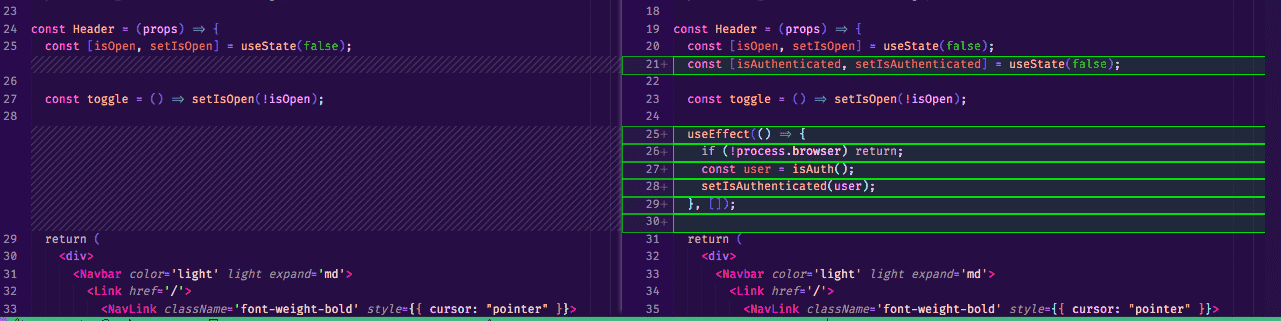 23
24 const Header = (props) => {
25 const [isOpen, setIsOpen] = useState(false);
26
27 const toggle = () => setIsOpen(!isOpen);
28
29 return (
30 <div>
31 <Navbar color='light' light expand='md'>
32 <Link href='/'>
33 <NavLink className='font-weight-bold' style={{ cursor: "pointer" }}>
18
19 const Header = (props) => {
20 const [isOpen, setIsOpen] = useState(false);
21+ const [isAuthenticated, setIsAuthenticated] = useState(false);
22
23 const toggle = () => setIsOpen(!isOpen);
24
25+ useEffect(() => {
26+ if (!process.browser) return;
27+ const user = isAuth();
28+ setIsAuthenticated(user);
29+ }, []);
30+
31 return (
32 <div>
33 <Navbar color='light' light expand='md'>
34 <Link href='/'>
35 <NavLink className='font-weight-bold' style={{ cursor: "pointer" }}>